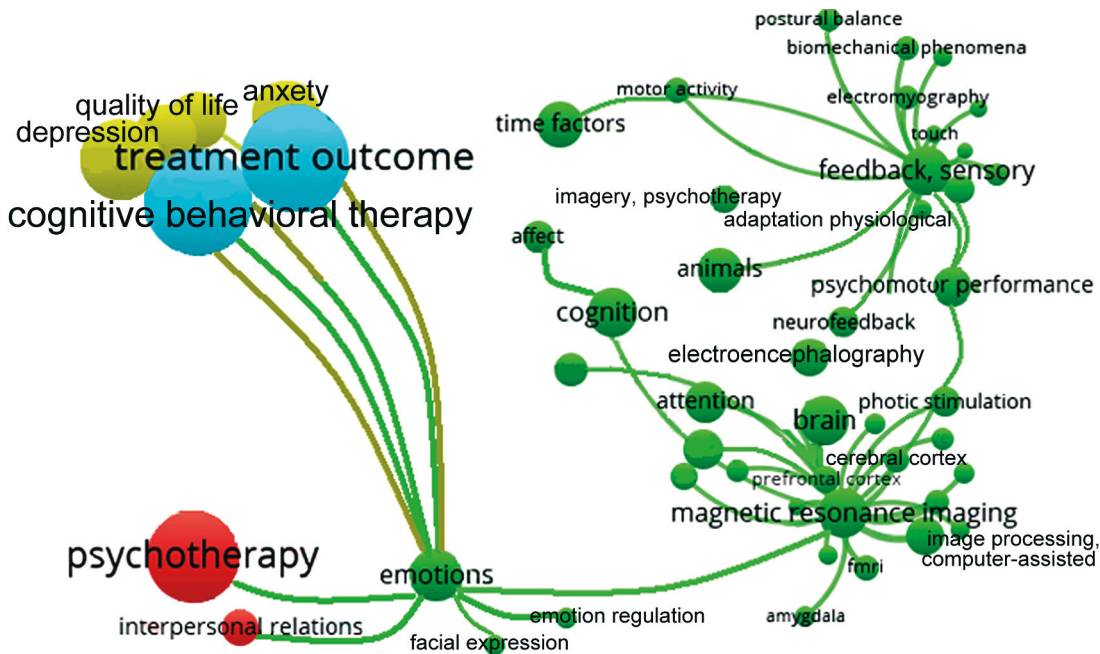 postural balance
biomechanical phenomena
motor activity
electromyography
time factors
touch
feedback, sensory
anxety
quality of life
depression
treatment outcome
cognitive behavioral therapy
imagery, psychotherapy
adaptation physiological
affect
animals
psychomotor performance
cognition
neurofeedback
electroencephalography
attention
photic stimulation
brain
cerebral cortex
prefrontal cortex
magnetic resonance imaging
image processing,
computer-assisted
fmri
psychotherapy
emotions
amygdala
emotion regulation
interpersonal relations
facial expression